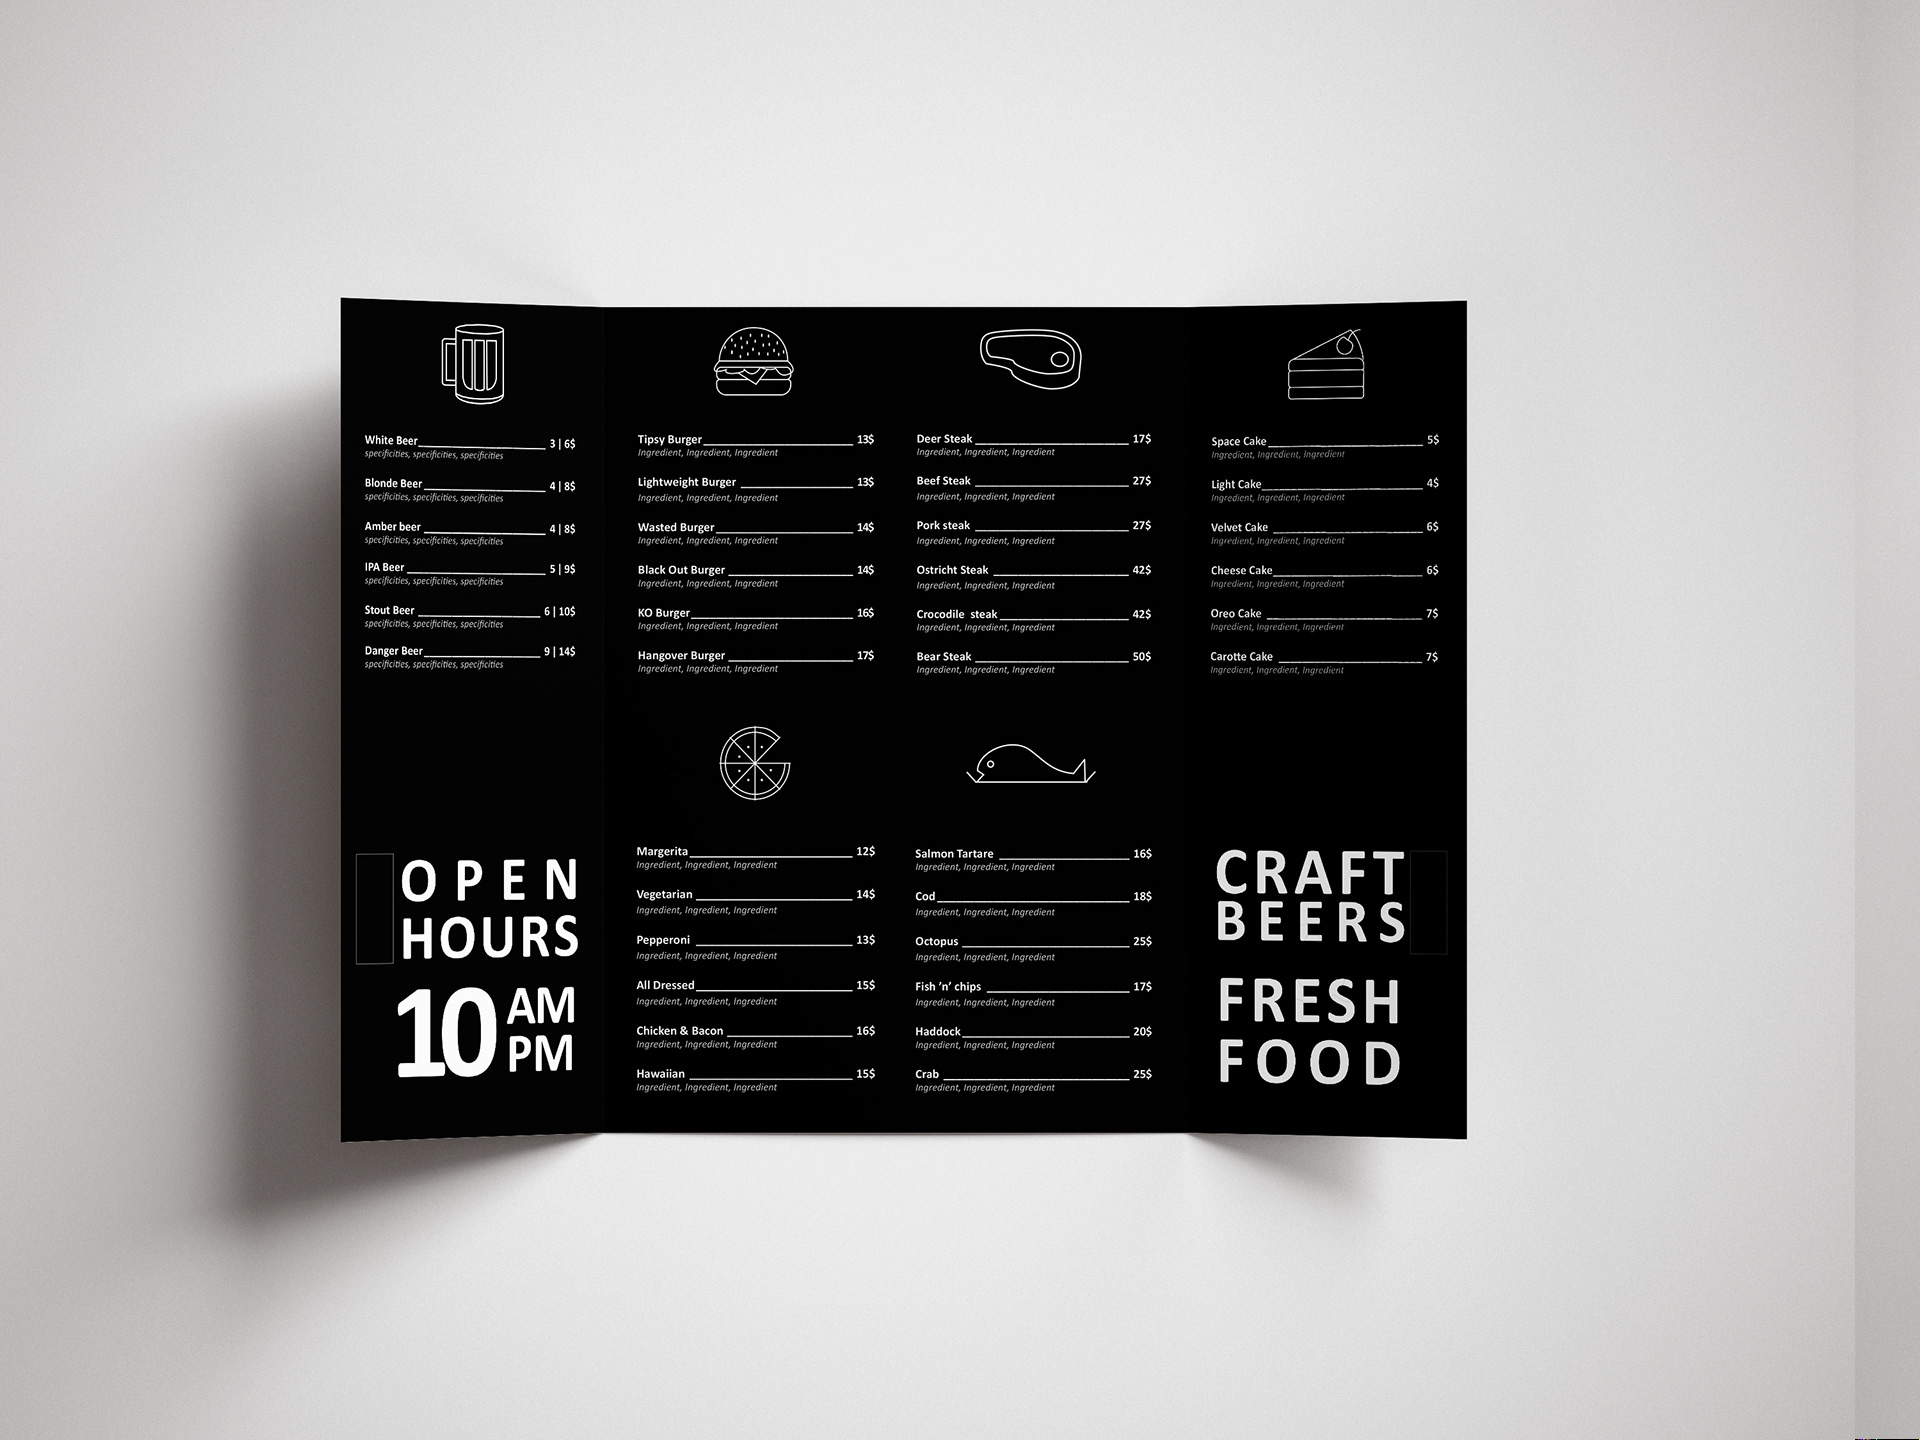 White Beer 3 | 6$
specificities, specificities, specificities
Blonde Beer 4 | 8$
specificities, specificities, specificities
Amber beer 4 | 8$
specificities, specificities, specificities
IPA Beer 5 | 9$
specificities, specificities, specificities
Stout Beer 6 | 10$
specificities, specificities, specificities
Danger Beer 9 | 14$
specificities, specificities, specificities
OPEN
HOURS
10 AM
PM
Tipsy Burger 13$
Ingredient, Ingredient, Ingredient
Lightweight Burger 13$
Ingredient, Ingredient, Ingredient
Wasted Burger 14$
Ingredient, Ingredient, Ingredient
Black Out Burger 14$
Ingredient, Ingredient, Ingredient
KO Burger 16$
Ingredient, Ingredient, Ingredient
Hangover Burger 17$
Ingredient, Ingredient, Ingredient
Margerita 12$
Ingredient, Ingredient, Ingredient
Vegetarian 14$
Ingredient, Ingredient, Ingredient
Pepperoni 13$
Ingredient, Ingredient, Ingredient
All Dressed 15$
Ingredient, Ingredient, Ingredient
Chicken & Bacon 16$
Ingredient, Ingredient, Ingredient
Hawaiian 15$
Ingredient, Ingredient, Ingredient
Deer Steak 17$
Ingredient, Ingredient, Ingredient
Beef Steak 27$
Ingredient, Ingredient, Ingredient
Pork steak 27$
Ingredient, Ingredient, Ingredient
Ostricht Steak 42$
Ingredient, Ingredient, Ingredient
Crocodile steak 42$
Ingredient, Ingredient, Ingredient
Bear Steak 50$
Ingredient, Ingredient, Ingredient
Salmon Tartare 16$
Ingredient, Ingredient, Ingredient
Cod 18$
Ingredient, Ingredient, Ingredient
Octopus 25$
Ingredient, Ingredient, Ingredient
Fish ’n’ chips 17$
Ingredient, Ingredient, Ingredient
Haddock 20$
Ingredient, Ingredient, Ingredient
Crab 25$
Ingredient, Ingredient, Ingredient
Space Cake 5$
Ingredient, Ingredient, Ingredient
Light Cake 4$
Ingredient, Ingredient, Ingredient
Velvet Cake 6$
Ingredient, Ingredient, Ingredient
Cheese Cake 6$
Ingredient, Ingredient, Ingredient
Oreo Cake 7$
Ingredient, Ingredient, Ingredient
Carotte Cake 7$
Ingredient, Ingredient, Ingredient
CRAFT
BEERS
FRESH
FOOD